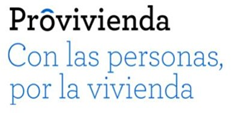 Provivienda
Con las personas,
por la vivienda